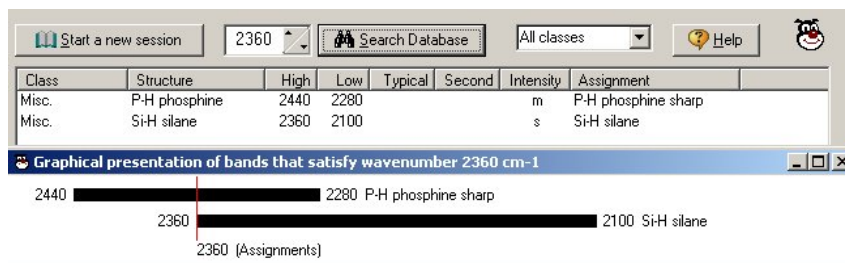 Start a new session 2360 Search Database All classes Help
Class Structure High Low Typical Second Intensity Assignment
Misc. P-H phosphine 2440 2280 m P-H phosphine sharp
Misc. Si-H silane 2360 2100 s Si-H silane
Graphical presentation of bands that satisfy wavenumber 2360 cm-1
2440 2280 P-H phosphine sharp
2360 2100 Si-H silane
2360 (Assignments)